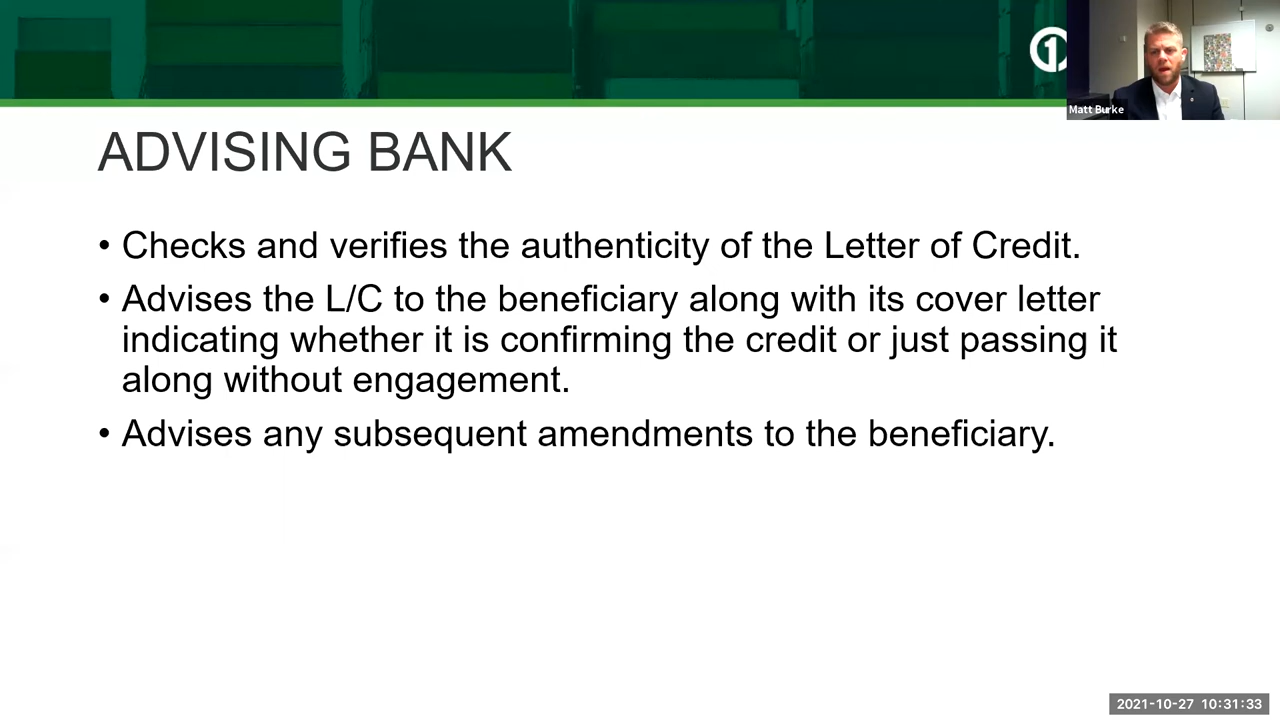 1
Matt Burke
ADVISING BANK
• Checks and verifies the authenticity of the Letter of Credit.
• Advises the L/C to the beneficiary along with its cover letter
indicating whether it is confirming the credit or just passing it
along without engagement.
• Advises any subsequent amendments to the beneficiary.
2021-10-27 10:31:33